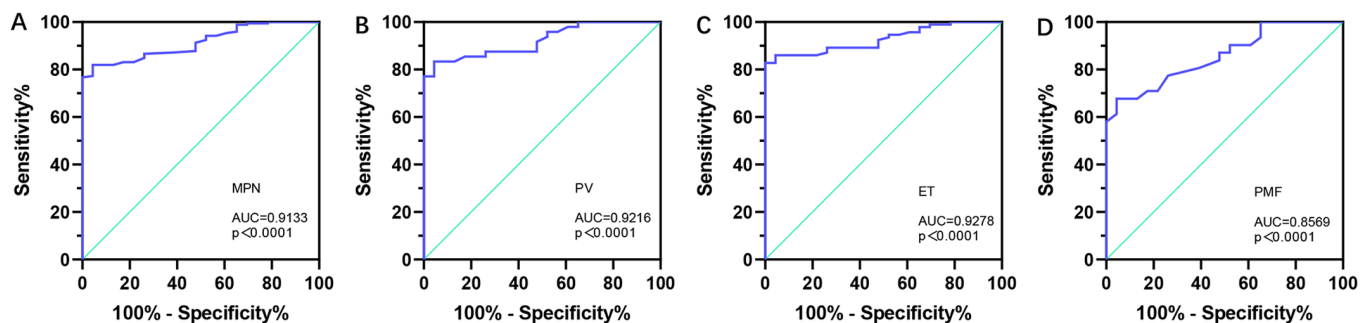 A
Sensitivity%
100
80
60
40
20
0
MPN
AUC=0.9133
p<0.0001
0 20 40 60 80 100
100% - Specificity%
B
Sensitivity%
100
80
60
40
20
0
PV
AUC=0.9216
p<0.0001
0 20 40 60 80 100
100% - Specificity%
C
Sensitivity%
100
80
60
40
20
0
ET
AUC=0.9278
p<0.0001
0 20 40 60 80 100
100% - Specificity%
D
Sensitivity%
100
80
60
40
20
0
PMF
AUC=0.8569
p<0.0001
0 20 40 60 80 100
100% - Specificity%